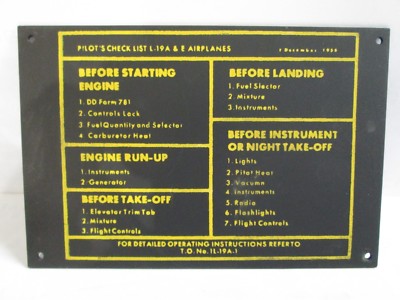 PILOT'S CHECK LIST L-19A & E AIRPLANES
December 1956
BEFORE STARTING
ENGINE
1 DD Form 781
2. Controls Lock
3 Fuel Quantity and Selector
4 Carburetor Heat
ENGINE RUN-UP
1. Instruments
2 Generator
BEFORE TAKE-OFF
1. Elevator Trim Tab
2. Mixture
3. Flight Controls
BEFORE LANDING
1. Fuel Slector
2. Mixture
3. Instruments
BEFORE INSTRUMENT
OR NIGHT TAKE-OFF
1. Lights
2. Pitot Heat
3. Vacumn
4. Instruments
5. Radio
6. Flashlights
7. Flight Controls
FOR DETAILED OPERATING INSTRUCTIONS REFER TO
T.O. No. 1L-19A-1